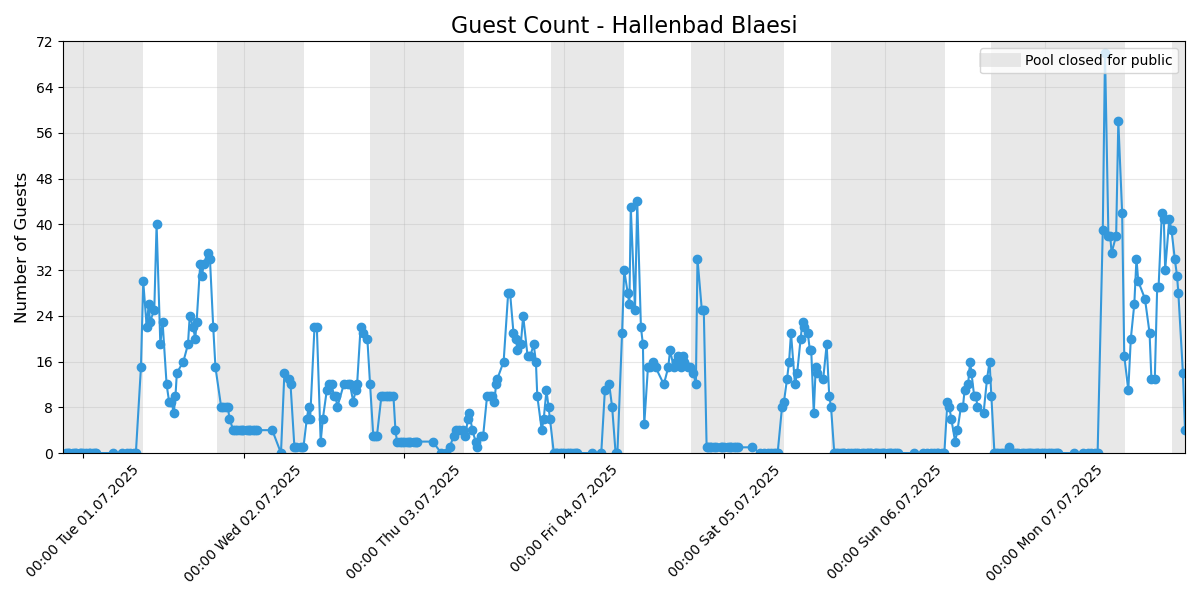 Guest Count - Hallenbad Blaesi
Pool closed for public
Number of Guests
72
64
56
48
40
32
24
16
8
0
00:00 Tue 01.07.2025
00:00 Wed 02.07.2025
00:00 Thu 03.07.2025
00:00 Fri 04.07.2025
00:00 Sat 05.07.2025
00:00 Sun 06.07.2025
00:00 Mon 07.07.2025